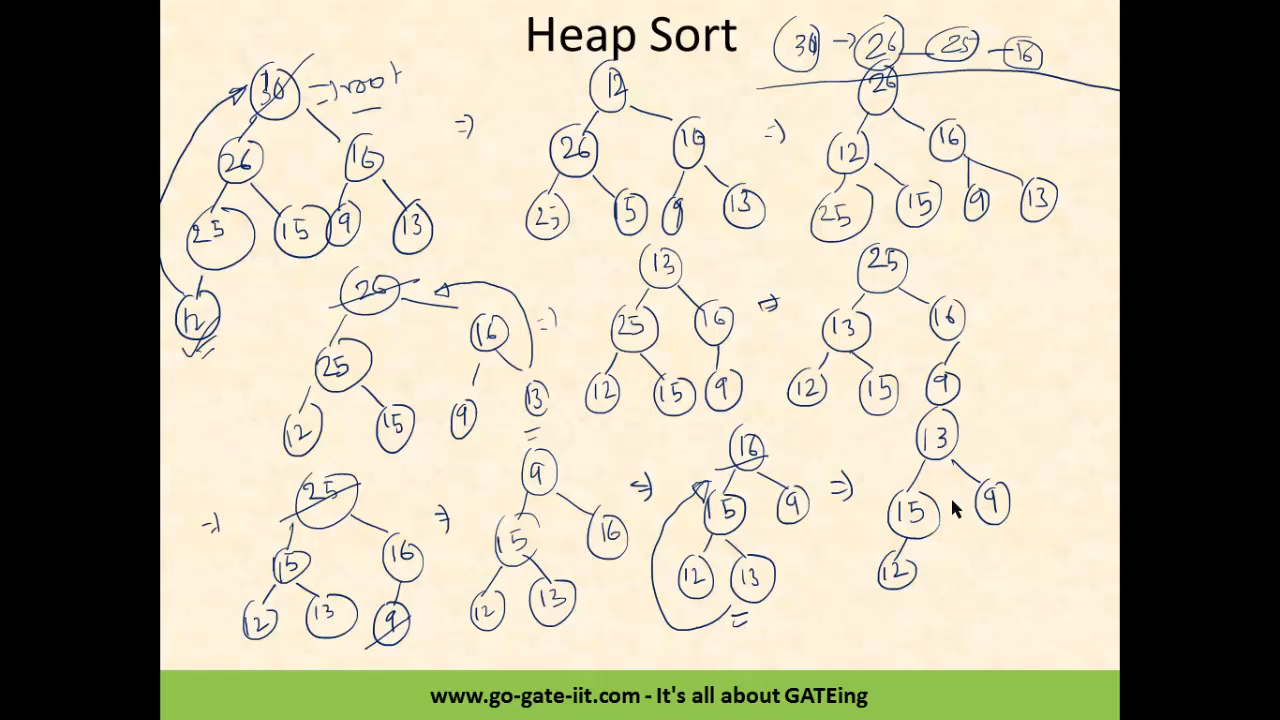 Heap Sort
30 → 26 — 25 — 16
30 ⇒ root
26 16
25 15 9 13
12
⇒
12
26 16
25 15 9 13
⇒
26
12 16
25 15 9 13
26
25 16
12 15 9 13
⇒
13
25 16
12 15 9
⇒
25
13 16
12 15 9
⇒
25
15 16
12 13 9
⇒
9
15 16
12 13
⇒
16
15 9
12 13
⇒
13
15 9
12
www.go-gate-iit.com - It's all about GATEing